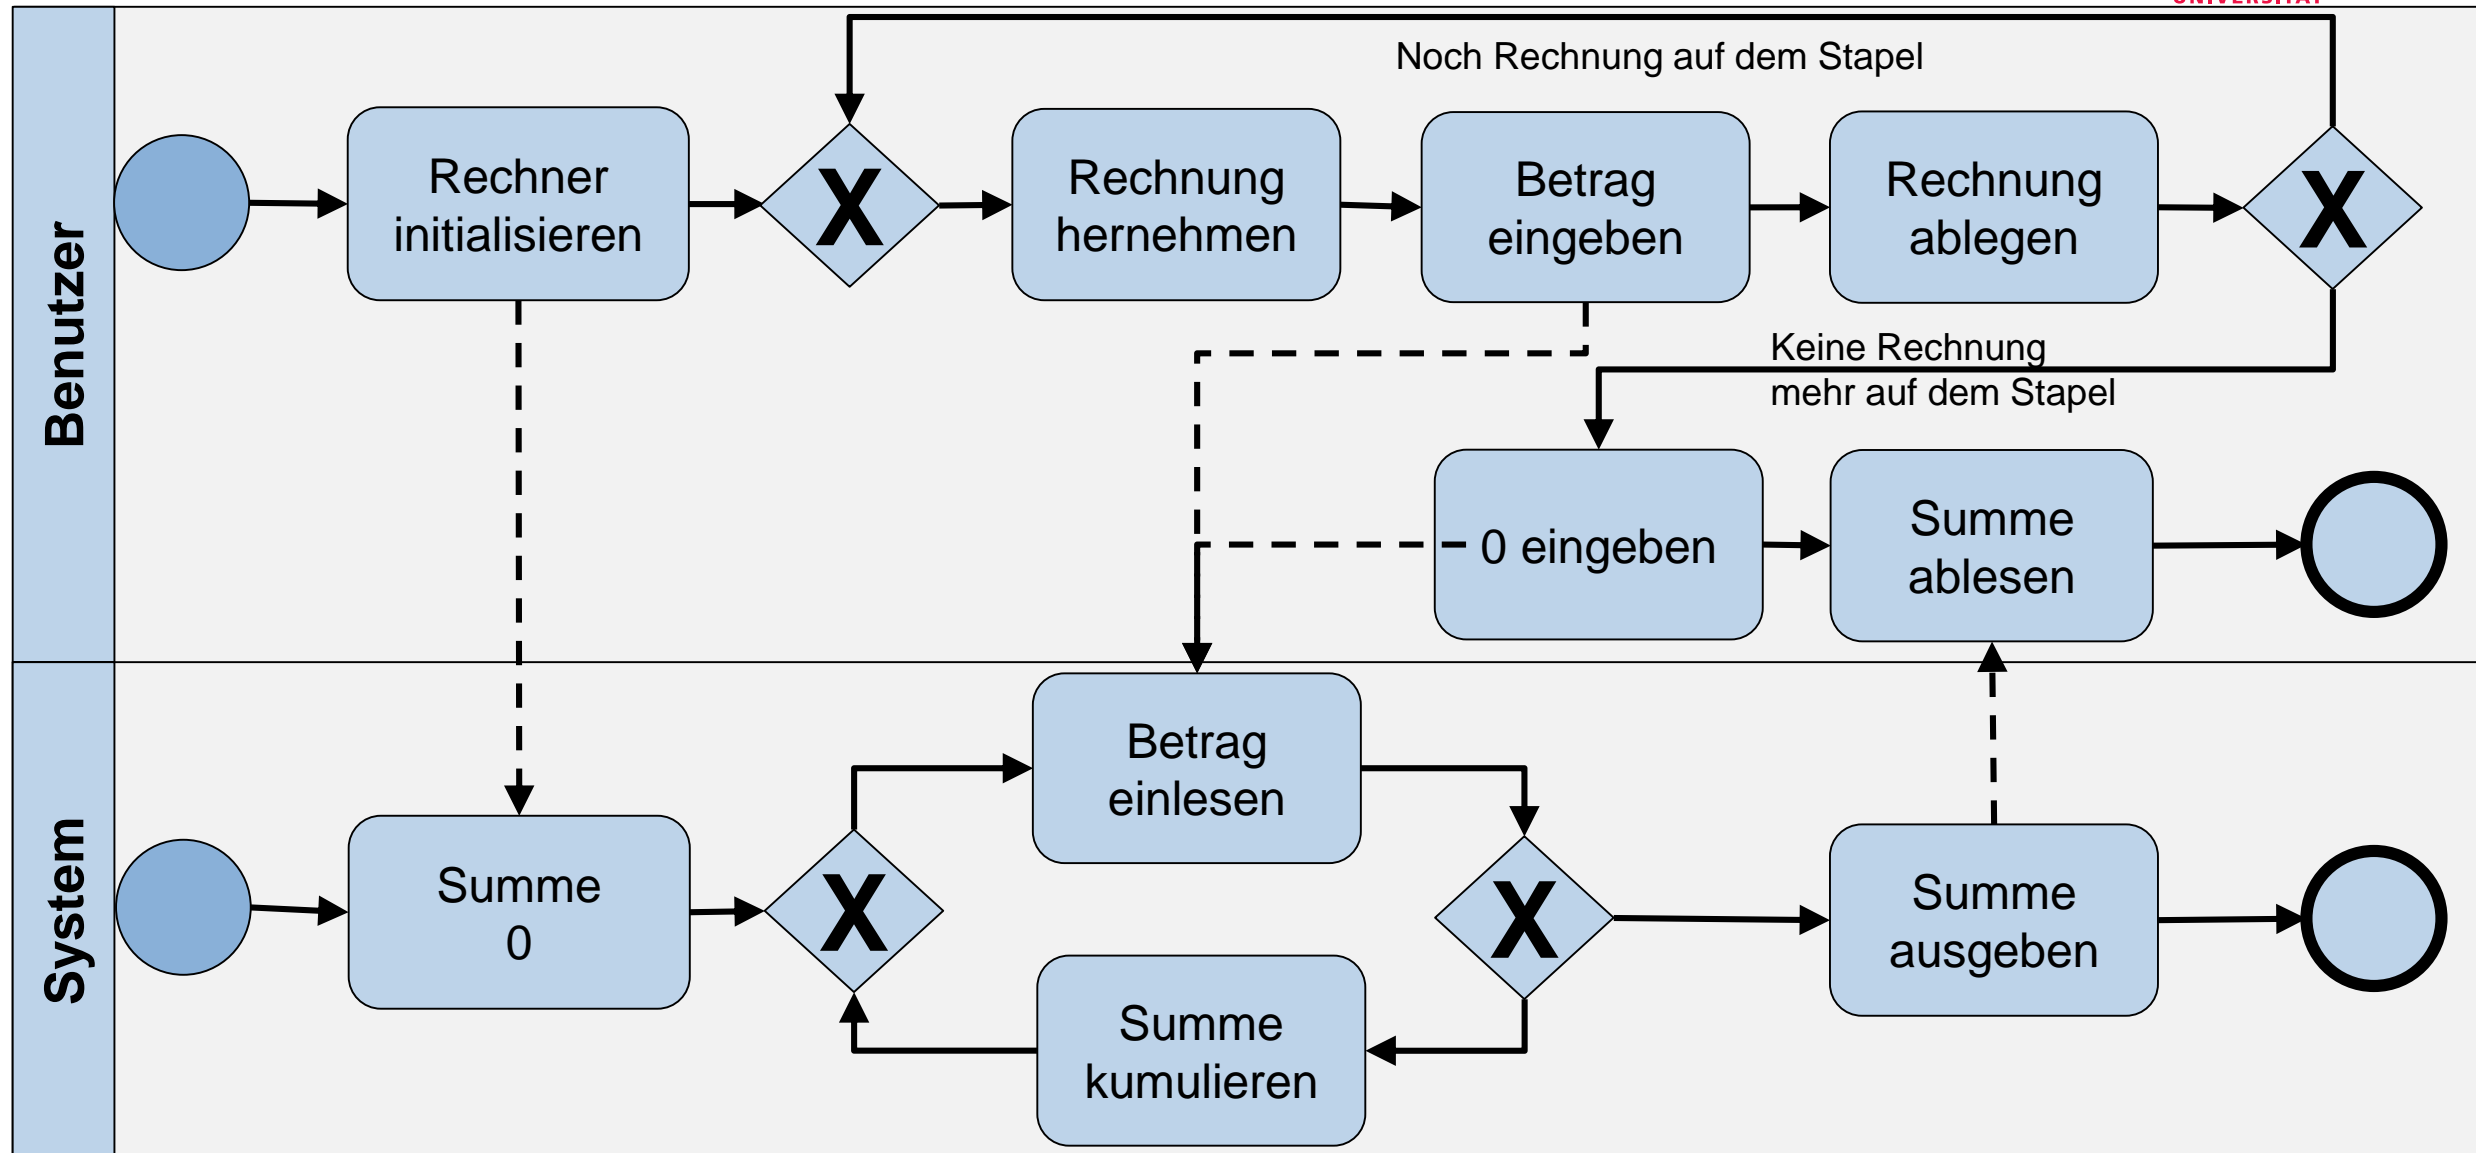 Noch Rechnung auf dem Stapel
Benutzer
Rechner
initialisieren
X
Rechnung
hernehmen
Betrag
eingeben
Rechnung
ablegen
X
Keine Rechnung
mehr auf dem Stapel
0 eingeben
Summe
ablesen
System
Summe
0
X
Betrag
einlesen
Summe
kumulieren
X
Summe
ausgeben